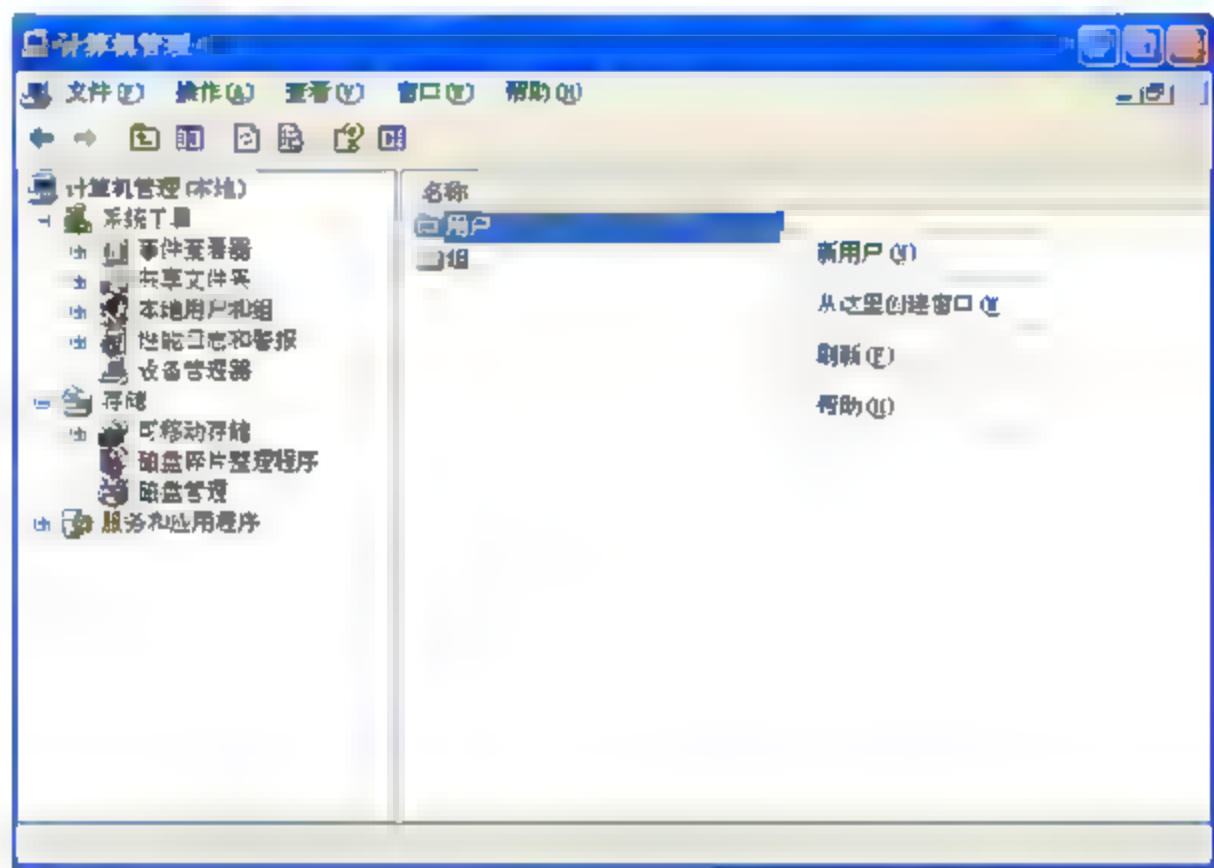 计算机管理
文件(F) 操作(A) 查看(V) 窗口(W) 帮助(H)
计算机管理(本地)
系统工具
事件查看器
共享文件夹
本地用户和组
性能日志和警报
设备管理器
存储
可移动存储
磁盘碎片整理程序
磁盘管理
服务和应用程序
名称
用户
组
新用户(N)
从这里创建窗口(W
刷新(F)
帮助(H)